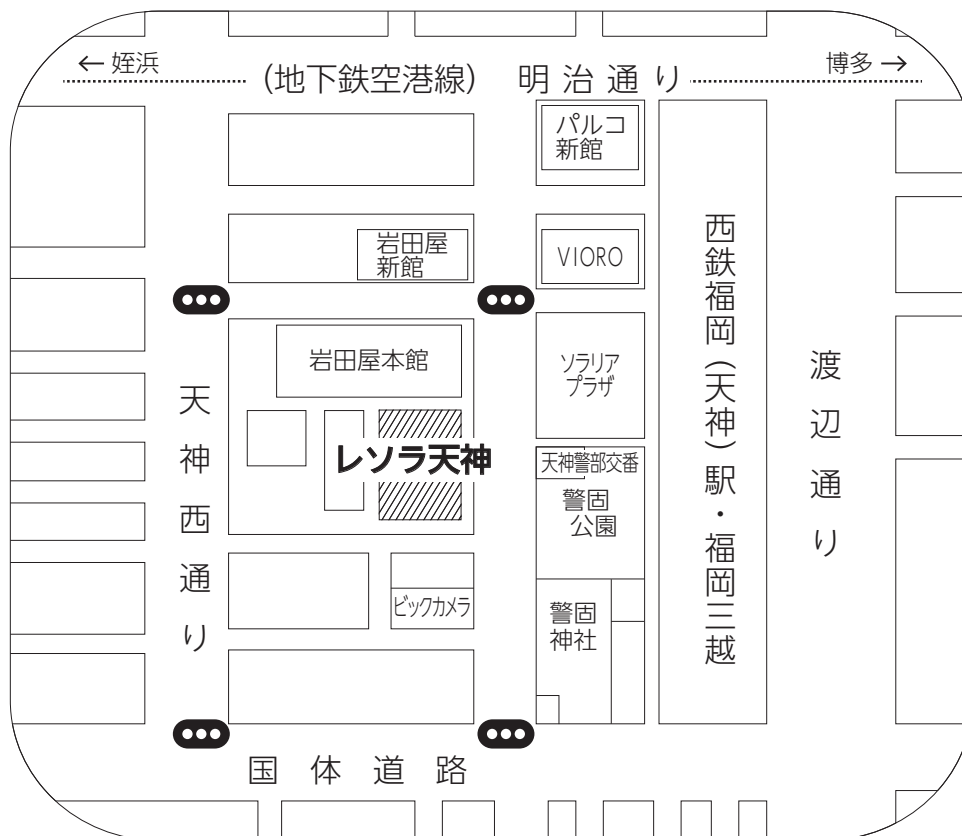 ← 姪浜
(地下鉄空港線) 明治通り
博多 →
パルコ
新館
岩田屋
新館
VIORO
岩田屋本館
ソラリア
プラザ
レソラ天神
天神警部交番
警固
公園
ビックカメラ
警固
神社
天神西通り
西鉄福岡(天神)駅・福岡三越
渡辺通り
国体道路